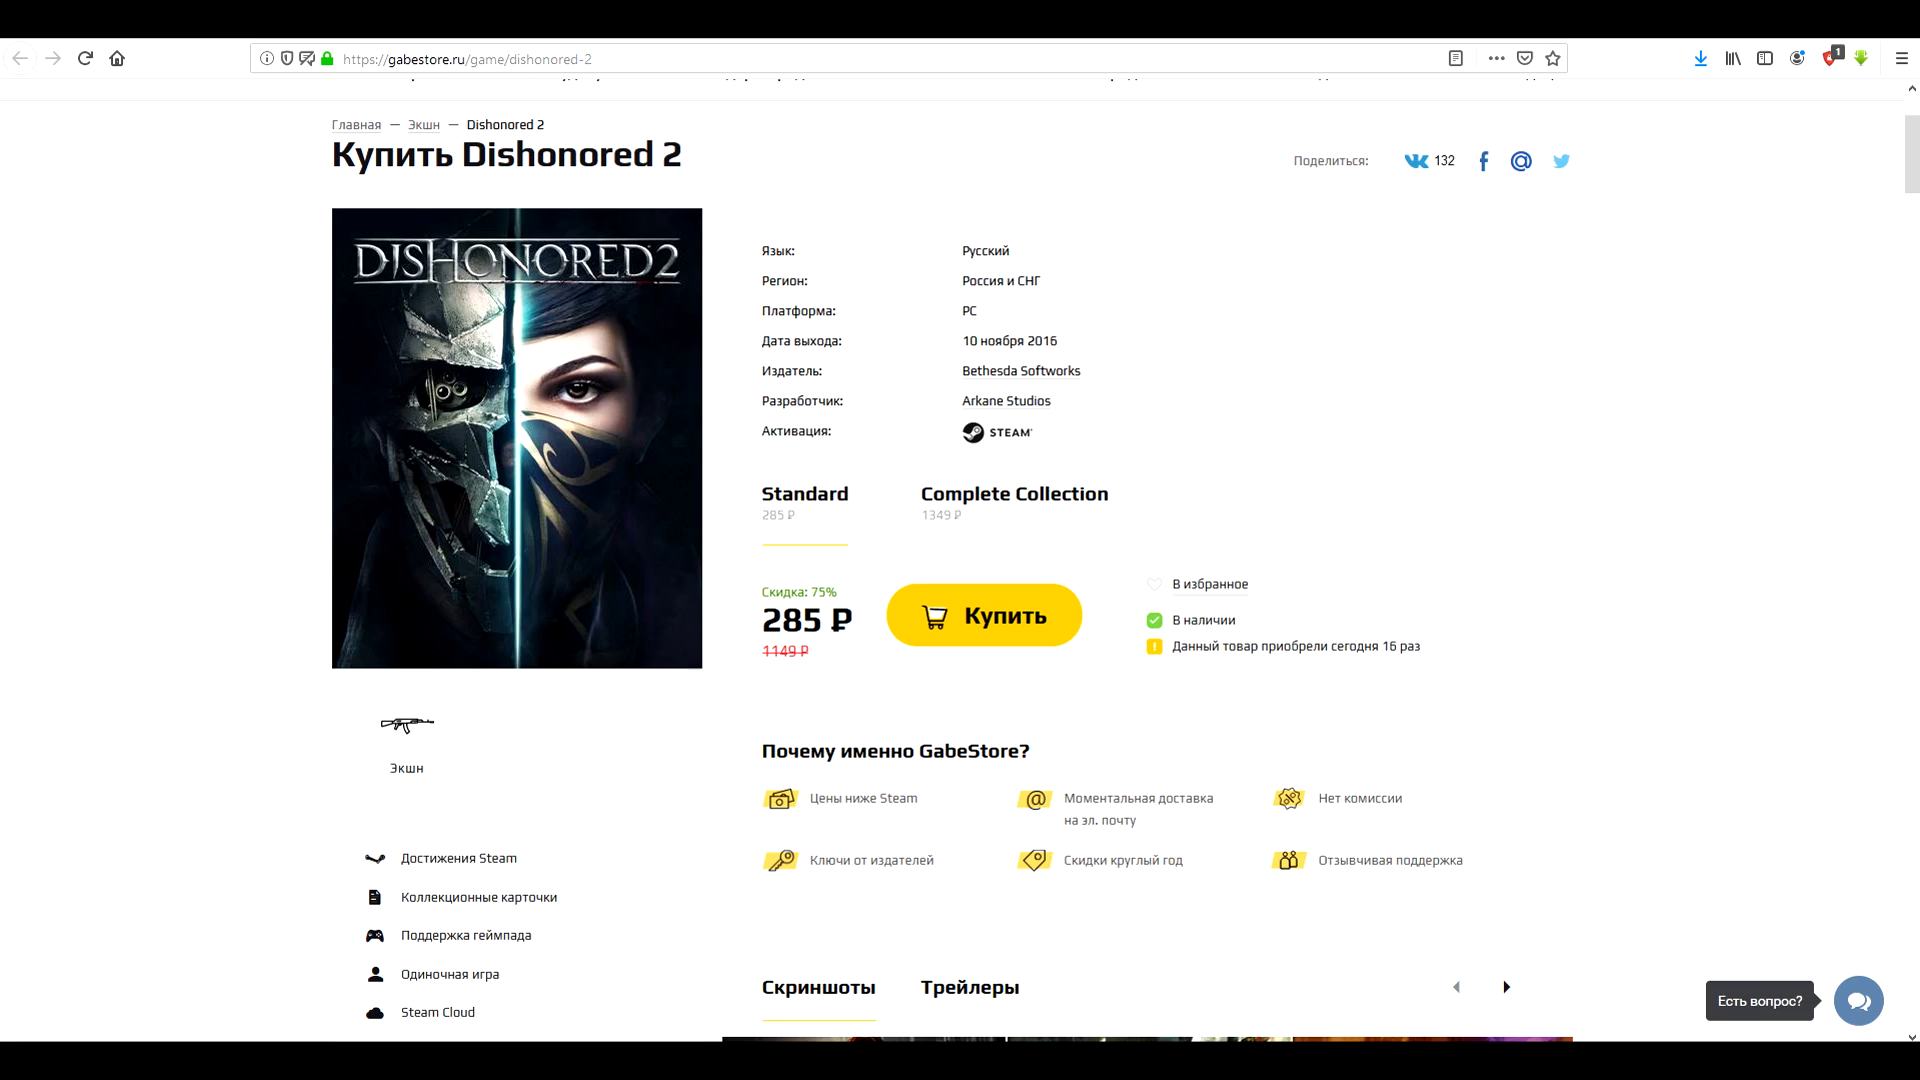 1
https://gabestore.ru/game/dishonored-2
Главная — Экшн — Dishonored 2
Купить Dishonored 2
Поделиться: 132
DISHONORED2
Язык: Русский
Регион: Россия и СНГ
Платформа: PC
Дата выхода: 10 ноября 2016
Издатель: Bethesda Softworks
Разработчик: Arkane Studios
Активация: STEAM
Standard
285 ₽
Complete Collection
1349 ₽
Скидка: 75%
285 ₽
1149 ₽
Купить
В избранное
В наличии
Данный товар приобрели сегодня 16 раз
Экшн
Достижения Steam
Коллекционные карточки
Поддержка геймпада
Одиночная игра
Steam Cloud
Почему именно GabeStore?
Цены ниже Steam
Моментальная доставка
на эл. почту
Нет комиссии
Ключи от издателей
Скидки круглый год
Отзывчивая поддержка
Скриншоты Трейлеры
Есть вопрос?